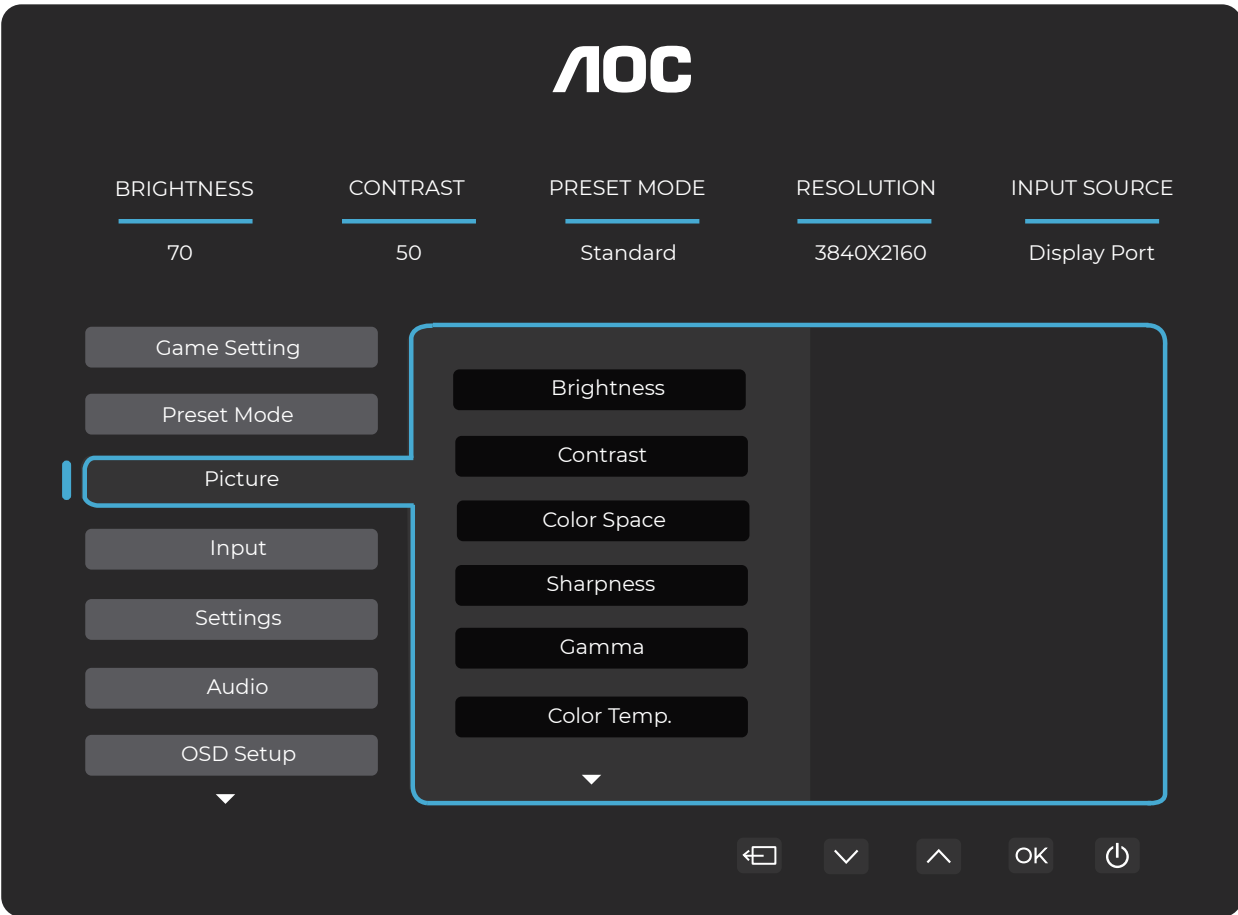 AOC
BRIGHTNESS
CONTRAST
PRESET MODE
RESOLUTION
INPUT SOURCE
70
50
Standard
3840X2160
Display Port
Game Setting
Preset Mode
Picture
Input
Settings
Audio
OSD Setup
Brightness
Contrast
Color Space
Sharpness
Gamma
Color Temp.
OK